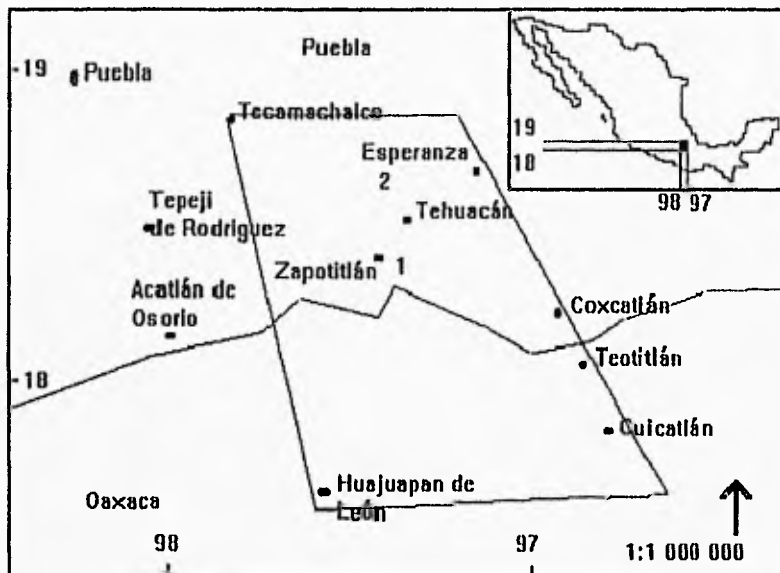 19
Puebla
Puebla
Tecamachalco
Esperanza
2
Tepeji
de Rodriguez
Tehuacán
Zapotitlán
1
Acatlán de
Osorio
Coxcatlán
Teotitlán
18
Cuicatlán
Huajuapan de
León
Oaxaca
98
97
1:1 000 000
19
18
98 97